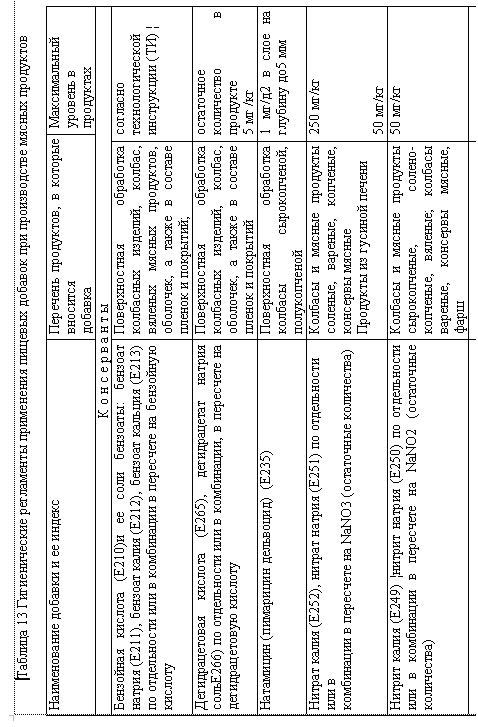 Таблица 13 Гигиенические регламенты применения пищевых добавок при производстве мясных продуктов
Наименование добавки и ее индекс
Перечень продуктов, в которые
вносится
добавка
Максимальный
уровень в
продуктах
Консерванты
Бензойная кислота (Е210)и ее соли бензоаты: бензоат
натрия (Е211), бензоат калия (Е212), бензоат кальция (Е213)
по отдельности или в комбинации в пересчете на бензойную
кислоту
Поверхностная обработка
колбасных изделий, колбас,
вяленых мясных продуктов,
оболочек, а также в составе
пленок и покрытий;
согласно
технологической
инструкции (ТИ) ¦
Дегидрацетовая кислота (Е265), дегидрацетат натрия
сольЕ266) по отдельности или в комбинации, в пересчете на
дегидрацетовую кислоту
Поверхностная обработка
колбасных изделий, колбас,
оболочек, а также в составе
пленок и покрытий
остаточное
количество в
продукте
5 мг/кг
Натамицин (пимарицин дельвоцид) (Е235)
Поверхностная обработка
колбасы сырокопченой,
полукопченой
1 мг/д2 в слое на
глубину до5 мм
Нитрат калия (Е252), нитрат натрия (Е251) по отдельности
или в
комбинации в пересчете на NaNO3 (остаточные количества)
Колбасы и мясные продукты
соленые, вареные, копченые,
консервы мясные
Продукты из гусиной печени
250 мг/кг
50 мг/кг
Нитрит калия (Е249) ¦нитрит натрия (Е250) по отдельности
или в комбинации в пересчете на NaNO2 (остаточные
количества)
Колбасы и мясные продукты
сырокопченые, солено-
копченые, вяленые, колбасы
вареные, консервы мясные,
фарш
50 мг/кг